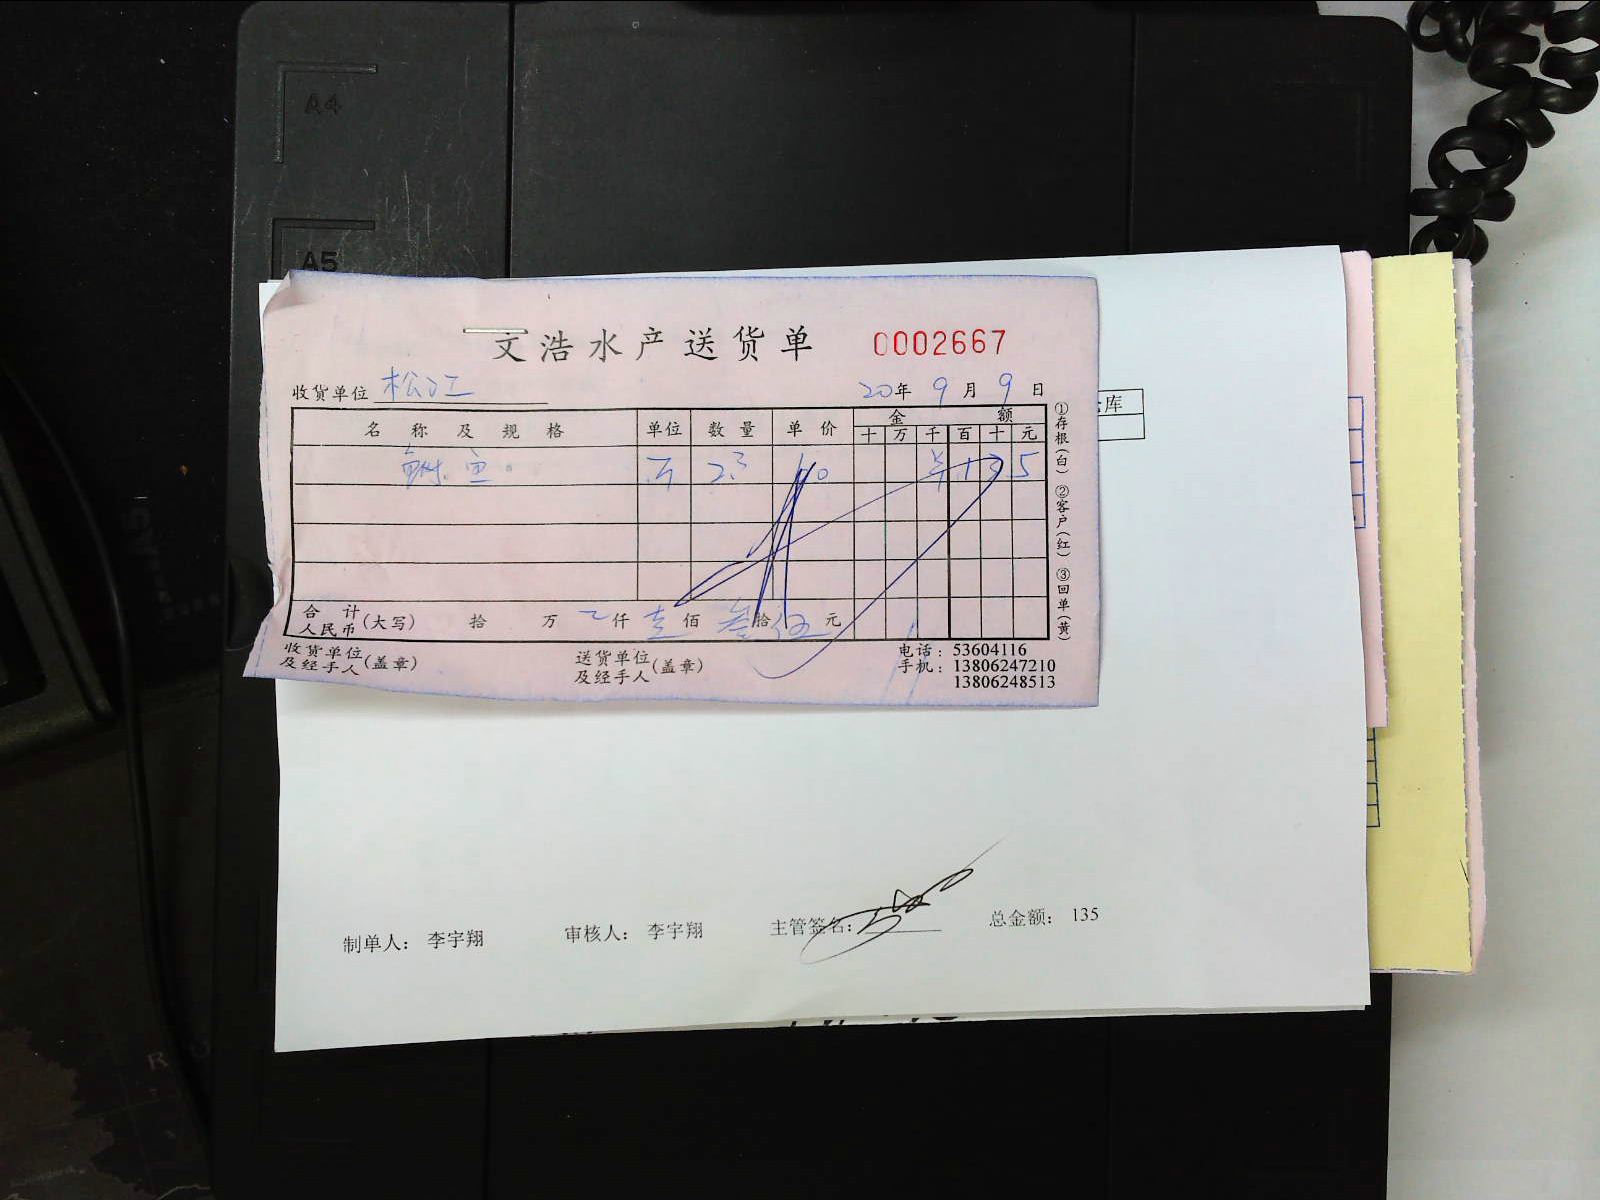 A4
A5
文浩水产送货单 0002667
收货单位 松江 20年 9月 9日
仓库
名称及规格 单位 数量 单价 金额
十 万 千 百 十 元
鱼 135
①存根(白) ②客户(红) ③回单(黄)
合计人民币(大写) 拾 万 仟 壹 佰 叁 拾 伍 元
收货单位及经手人(盖章) 送货单位及经手人(盖章) 电话:53604116
手机:13806247210
13806248513
制单人: 李宇翔 审核人: 李宇翔 主管签名: 总金额: 135